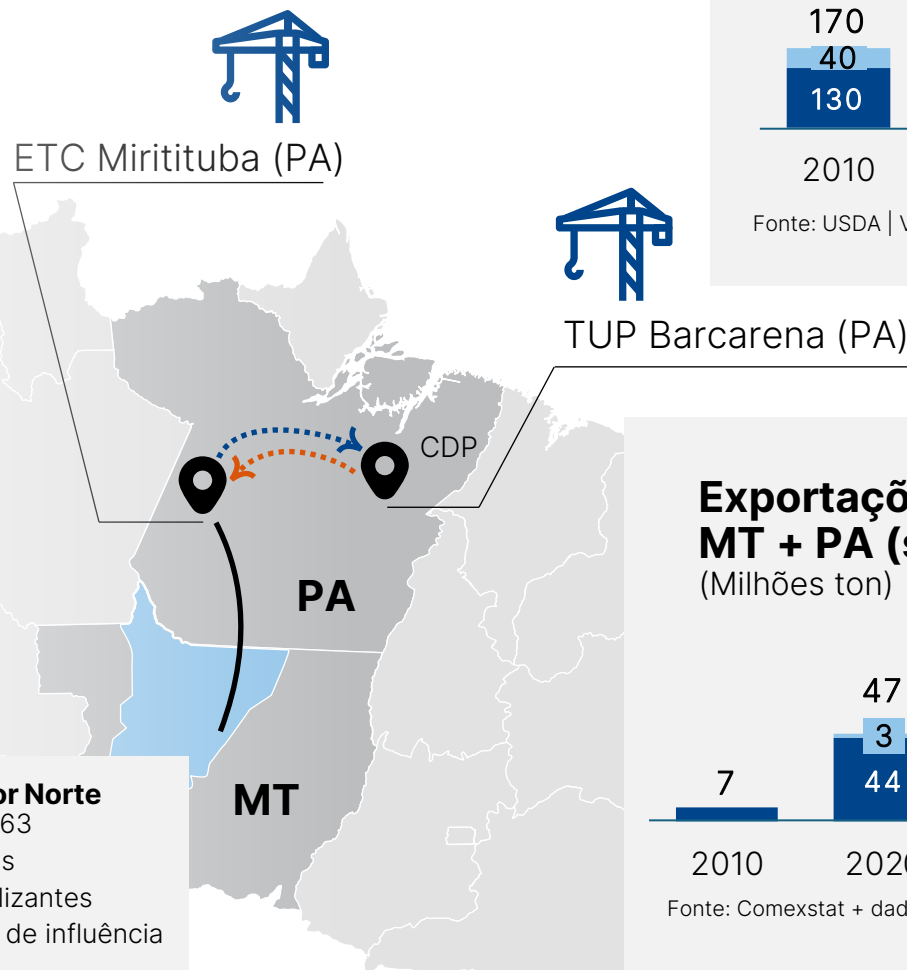 170
40
130
2010
Fonte: USDA | V
ETC Miritituba (PA)
TUP Barcarena (PA)
CDP
PA
MT
or Norte
63
s
lizantes
de influência
Exportaçõ
MT + PA (s
(Milhões ton)
47
3
44
7
2010
202
Fonte: Comexstat + dad